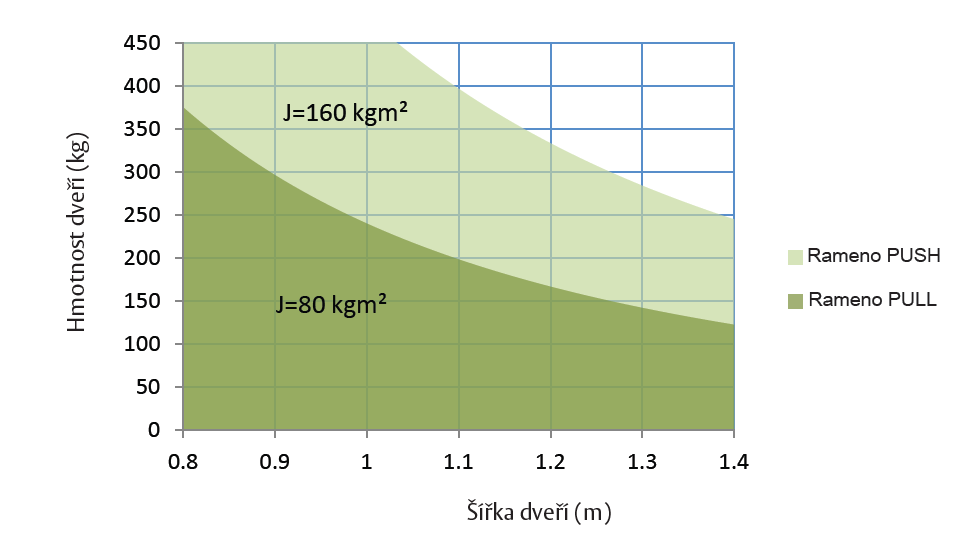 450
400
350
300
250
200
150
100
50
0
Hmotnost dveří (kg)
J=160 kgm²
J=80 kgm²
0.8 0.9 1 1.1 1.2 1.3 1.4
Šířka dveří (m)
Rameno PUSH
Rameno PULL